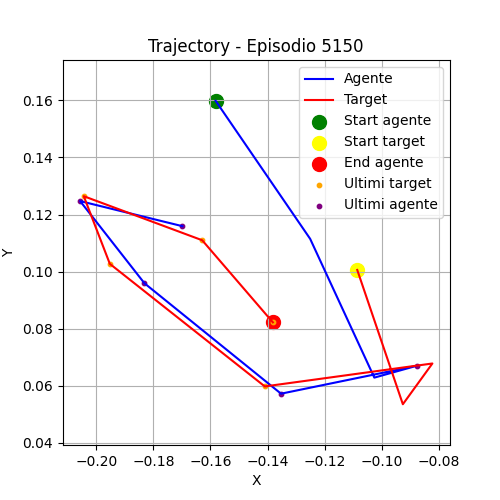 Trajectory - Episodio 5150
Agente
Target
Start agente
Start target
End agente
Ultimi target
Ultimi agente
Y
0.16
0.14
0.12
0.10
0.08
0.06
0.04
−0.20 −0.18 −0.16 −0.14 −0.12 −0.10 −0.08
X